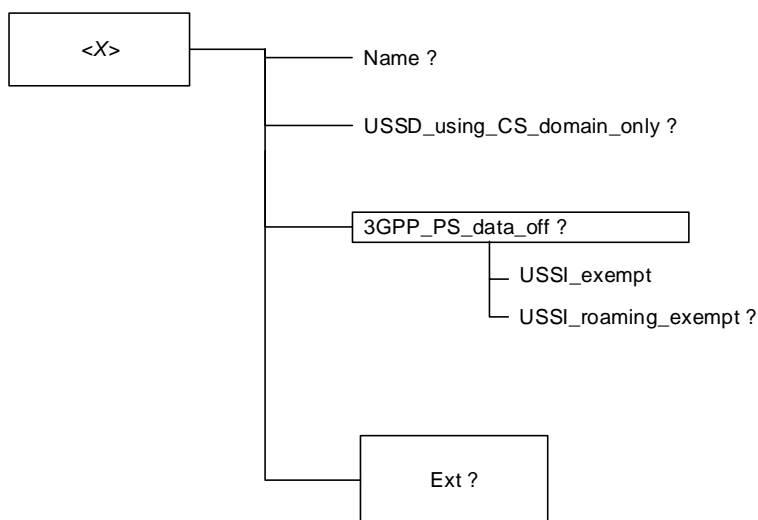 <X>
Name ?
USSD_using_CS_domain_only ?
3GPP_PS_data_off ?
USSI_exempt
USSI_roaming_exempt ?
Ext ?